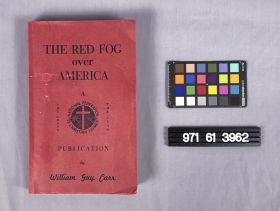 THE RED FOG
over
AMERICA
A
PUBLICATION
By
William Guy Carr
971 61 3962